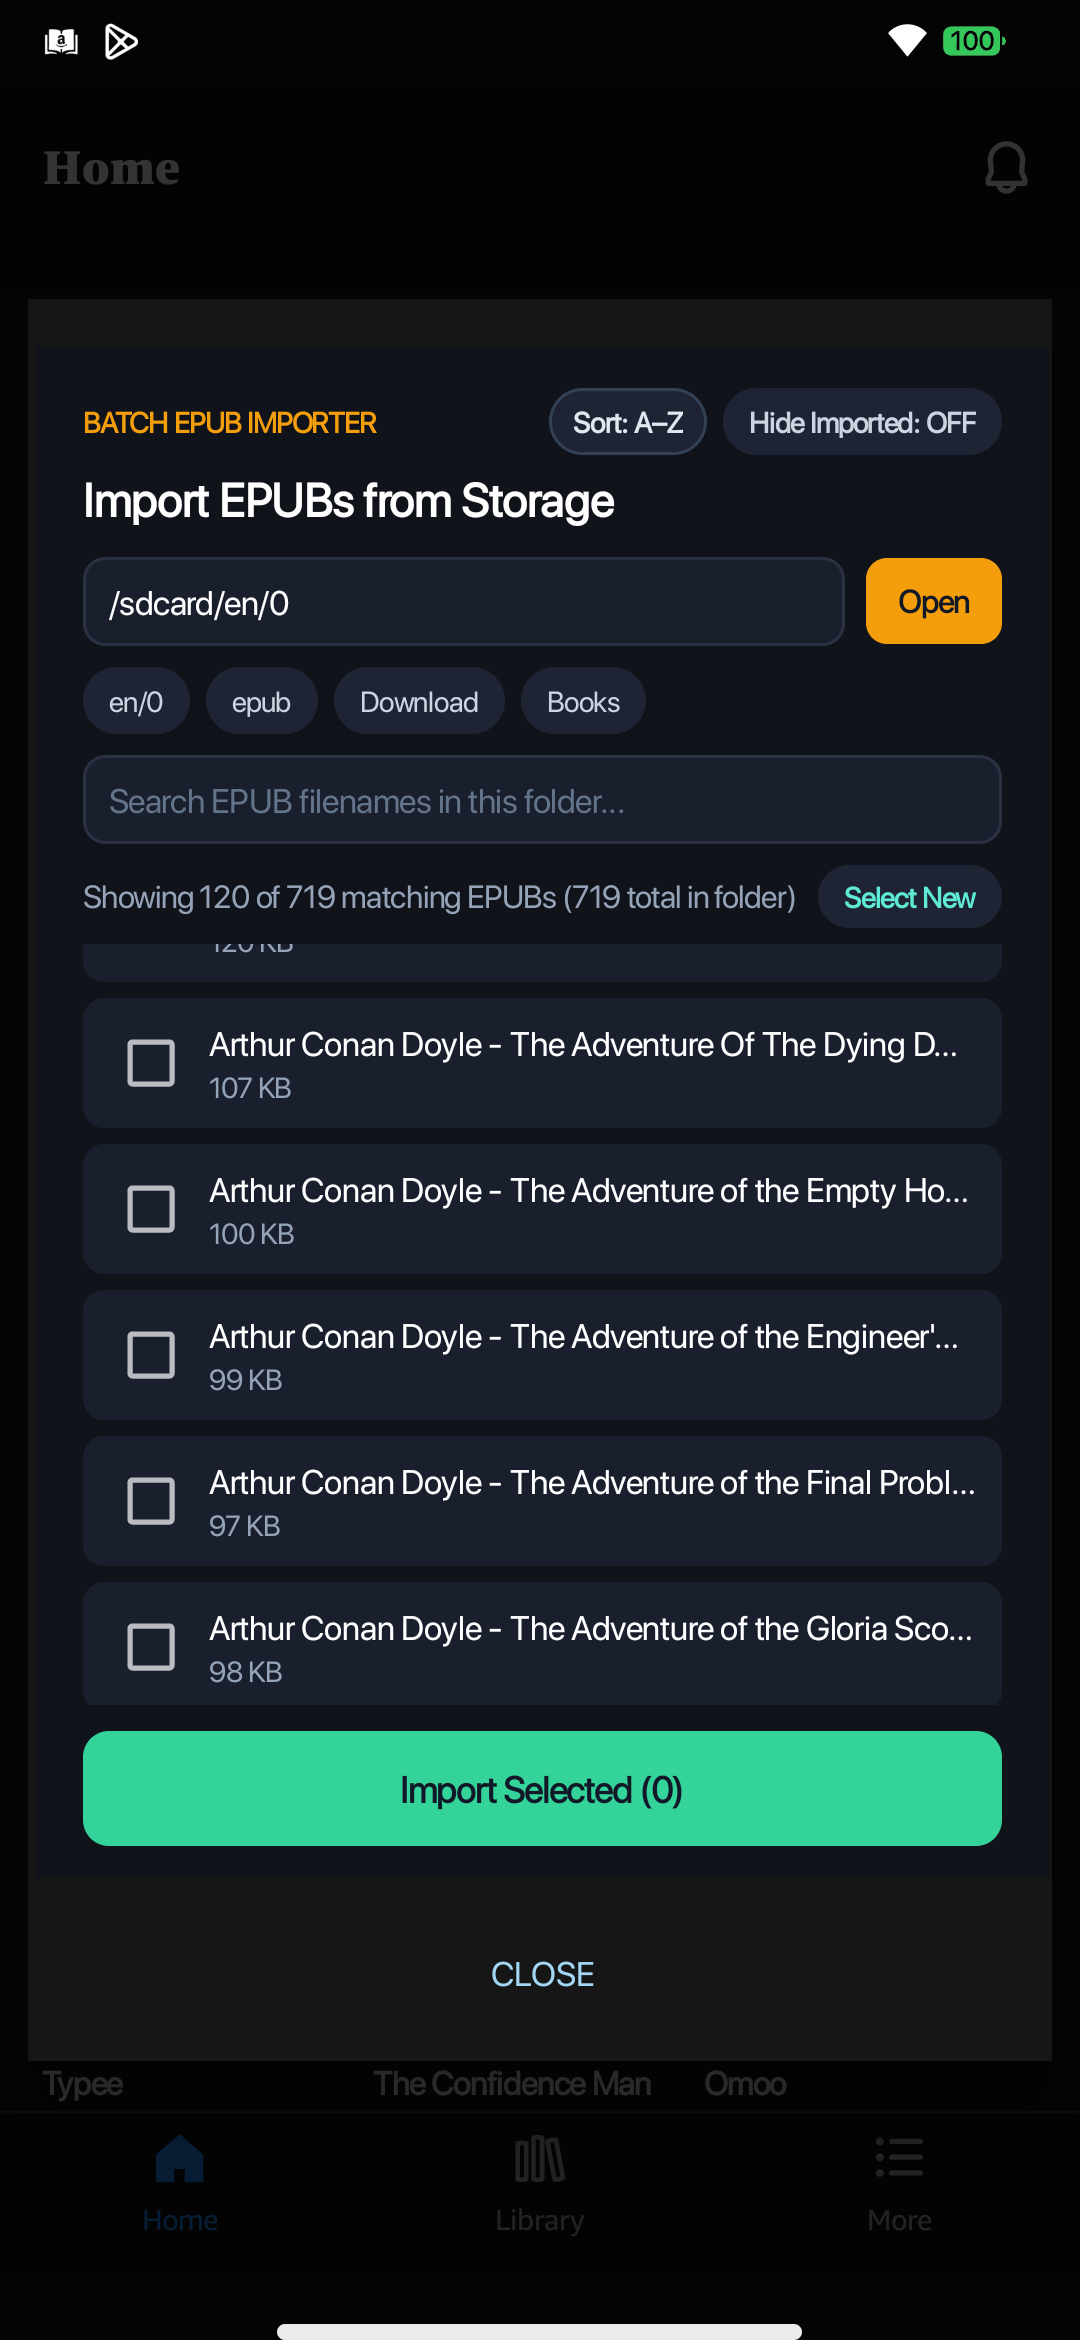 100
Home
BATCH EPUB IMPORTER
Sort: A–Z
Hide Imported: OFF
Import EPUBs from Storage
/sdcard/en/0
Open
en/0
epub
Download
Books
Search EPUB filenames in this folder...
Showing 120 of 719 matching EPUBs (719 total in folder)
Select New
120 KB
Arthur Conan Doyle - The Adventure Of The Dying D...
107 KB
Arthur Conan Doyle - The Adventure of the Empty Ho...
100 KB
Arthur Conan Doyle - The Adventure of the Engineer'...
99 KB
Arthur Conan Doyle - The Adventure of the Final Probl...
97 KB
Arthur Conan Doyle - The Adventure of the Gloria Sco...
98 KB
Import Selected (0)
CLOSE
Typee
The Confidence Man
Omoo
Home
Library
More